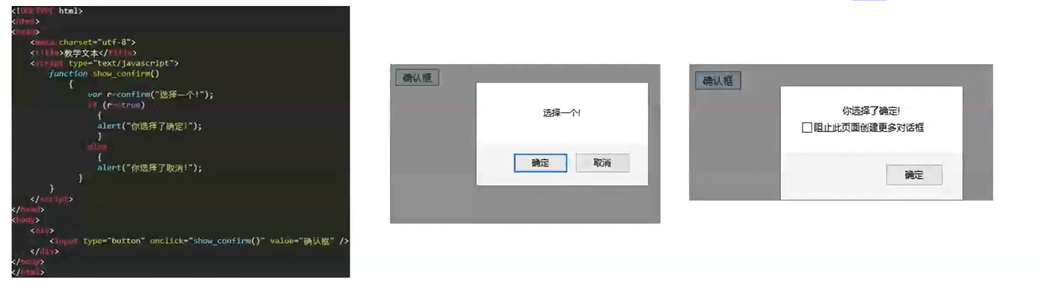 <!DOCTYPE html>
<html>
<head>
<meta charset="utf-8">
<title>教学文本</title>
<script type="text/javascript">
function show_confirm()
{
var r=confirm("选择一个!");
if (r==true)
{
alert("你选择了确定!");
}
else
{
alert("你选择了取消!");
}
}
</script>
</head>
<body>
<div>
<input type="button" onclick="show_confirm()" value="确认框" />
</div>
</body>
</html>
确认框
选择一个!
确定 取消
确认框
你选择了确定!
阻止此页面创建更多对话框
确定